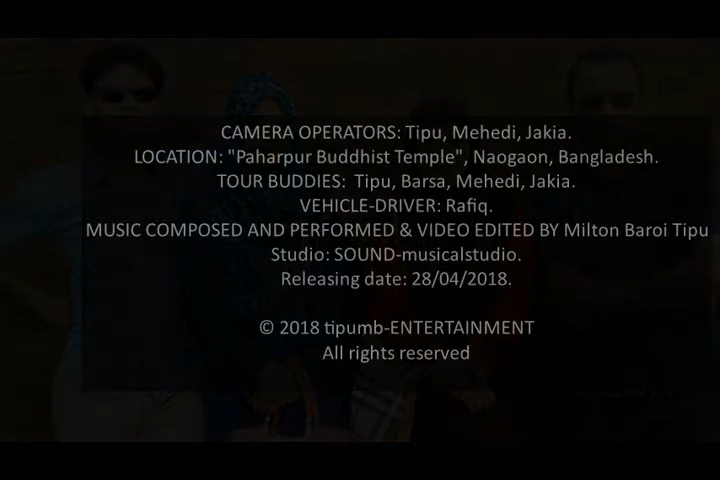 CAMERA OPERATORS: Tipu, Mehedi, Jakia.
LOCATION: "Paharpur Buddhist Temple", Naogaon, Bangladesh.
TOUR BUDDIES:  Tipu, Barsa, Mehedi, Jakia.
VEHICLE-DRIVER: Rafiq.
MUSIC COMPOSED AND PERFORMED & VIDEO EDITED BY Milton Baroi Tipu
Studio: SOUND-musicalstudio.
Releasing date: 28/04/2018.
© 2018 tipumb-ENTERTAINMENT
All rights reserved